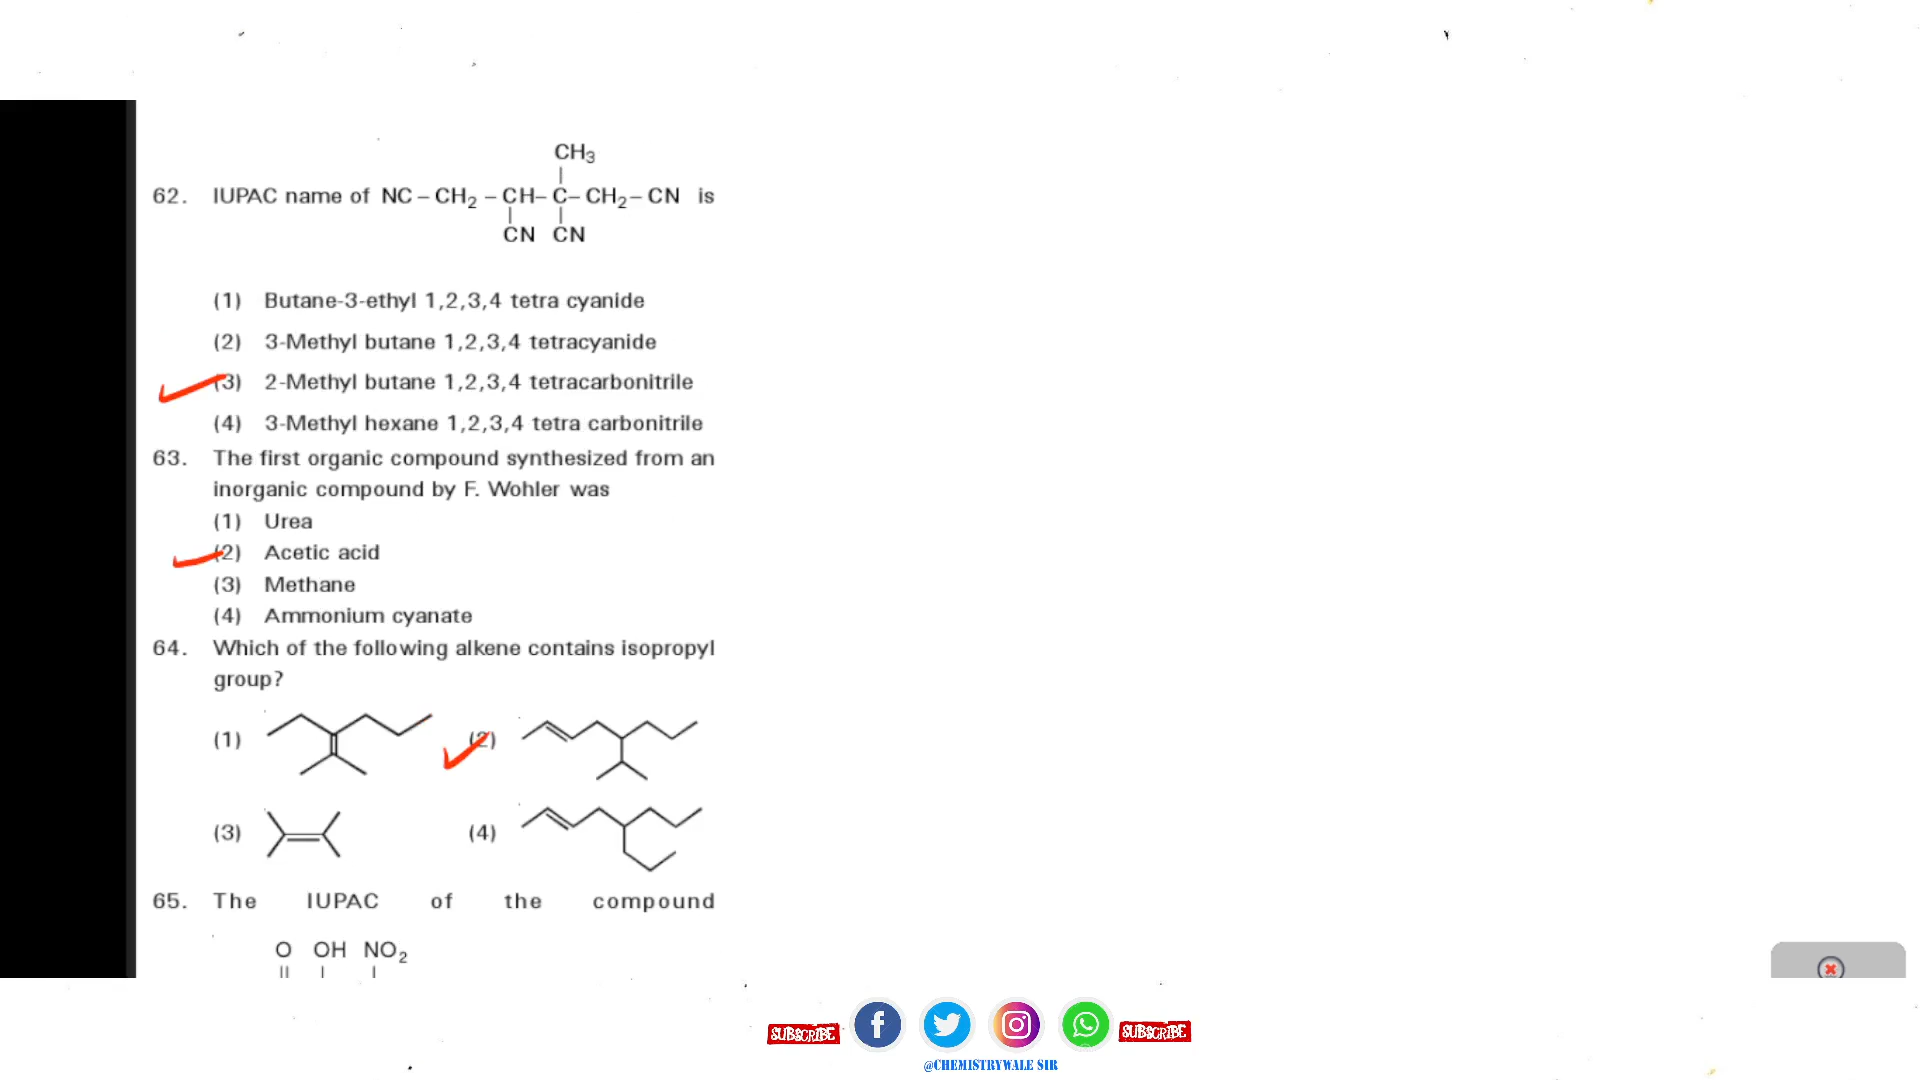 CH3
62. IUPAC name of NC – CH2 – CH– C– CH2– CN is
CN CN
(1) Butane-3-ethyl 1,2,3,4 tetra cyanide
(2) 3-Methyl butane 1,2,3,4 tetracyanide
(3) 2-Methyl butane 1,2,3,4 tetracarbonitrile
(4) 3-Methyl hexane 1,2,3,4 tetra carbonitrile
63. The first organic compound synthesized from an
inorganic compound by F. Wohler was
(1) Urea
(2) Acetic acid
(3) Methane
(4) Ammonium cyanate
64. Which of the following alkene contains isopropyl
group?
(1) (2)
(3) (4)
65. The IUPAC of the compound
O OH NO2
SUBSCRIBE SUBSCRIBE
@CHEMISTRYWALE SIR